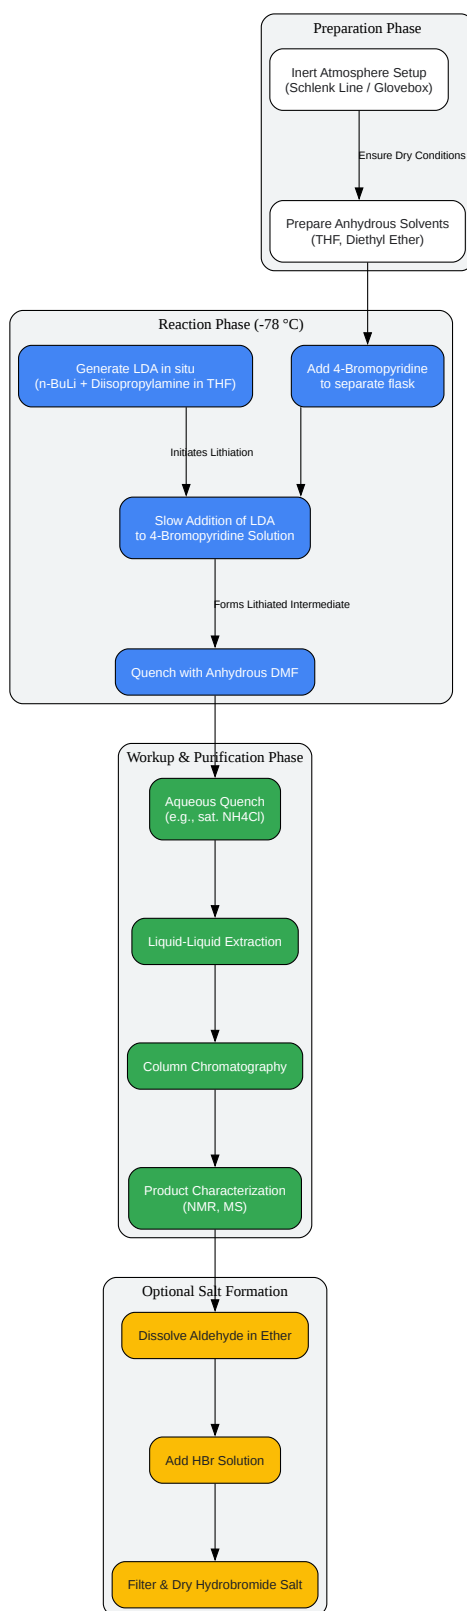 Preparation Phase
Inert Atmosphere Setup
(Schlenk Line / Glovebox)
Ensure Dry Conditions
Prepare Anhydrous Solvents
(THF, Diethyl Ether)
Reaction Phase (-78 °C)
Generate LDA in situ
(n-BuLi + Diisopropylamine in THF)
Add 4-Bromopyridine
to separate flask
Initiates Lithiation
Slow Addition of LDA
to 4-Bromopyridine Solution
Forms Lithiated Intermediate
Quench with Anhydrous DMF
Workup & Purification Phase
Aqueous Quench
(e.g., sat. NH4Cl)
Liquid-Liquid Extraction
Column Chromatography
Product Characterization
(NMR, MS)
Optional Salt Formation
Dissolve Aldehyde in Ether
Add HBr Solution
Filter & Dry Hydrobromide Salt